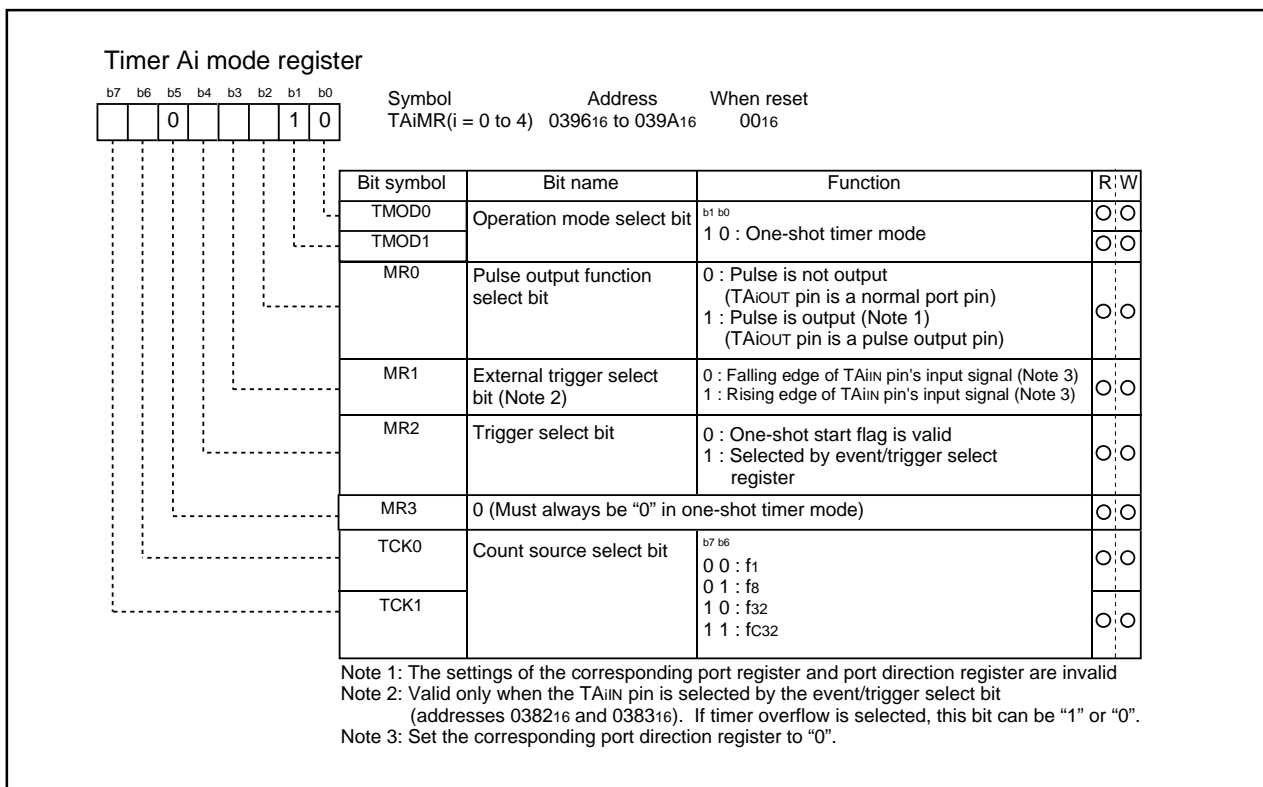 Timer Ai mode register
b7 b6 b5 b4 b3 b2 b1 b0
0 1 0
Symbol Address When reset
TAiMR(i = 0 to 4) 039616 to 039A16 0016
Bit symbol Bit name Function R W
TMOD0 Operation mode select bit b1 b0
TMOD1 1 0 : One-shot timer mode
MR0 Pulse output function 0 : Pulse is not output
select bit (TAiOUT pin is a normal port pin)
1 : Pulse is output (Note 1)
(TAiOUT pin is a pulse output pin)
MR1 External trigger select 0 : Falling edge of TAiIN pin's input signal (Note 3)
bit (Note 2) 1 : Rising edge of TAiIN pin's input signal (Note 3)
MR2 Trigger select bit 0 : One-shot start flag is valid
1 : Selected by event/trigger select
register
MR3 0 (Must always be “0” in one-shot timer mode)
TCK0 Count source select bit b7 b6
0 0 : f1
0 1 : f8
TCK1 1 0 : f32
1 1 : fC32
Note 1: The settings of the corresponding port register and port direction register are invalid
Note 2: Valid only when the TAiIN pin is selected by the event/trigger select bit
(addresses 038216 and 038316). If timer overflow is selected, this bit can be “1” or “0”.
Note 3: Set the corresponding port direction register to “0”.